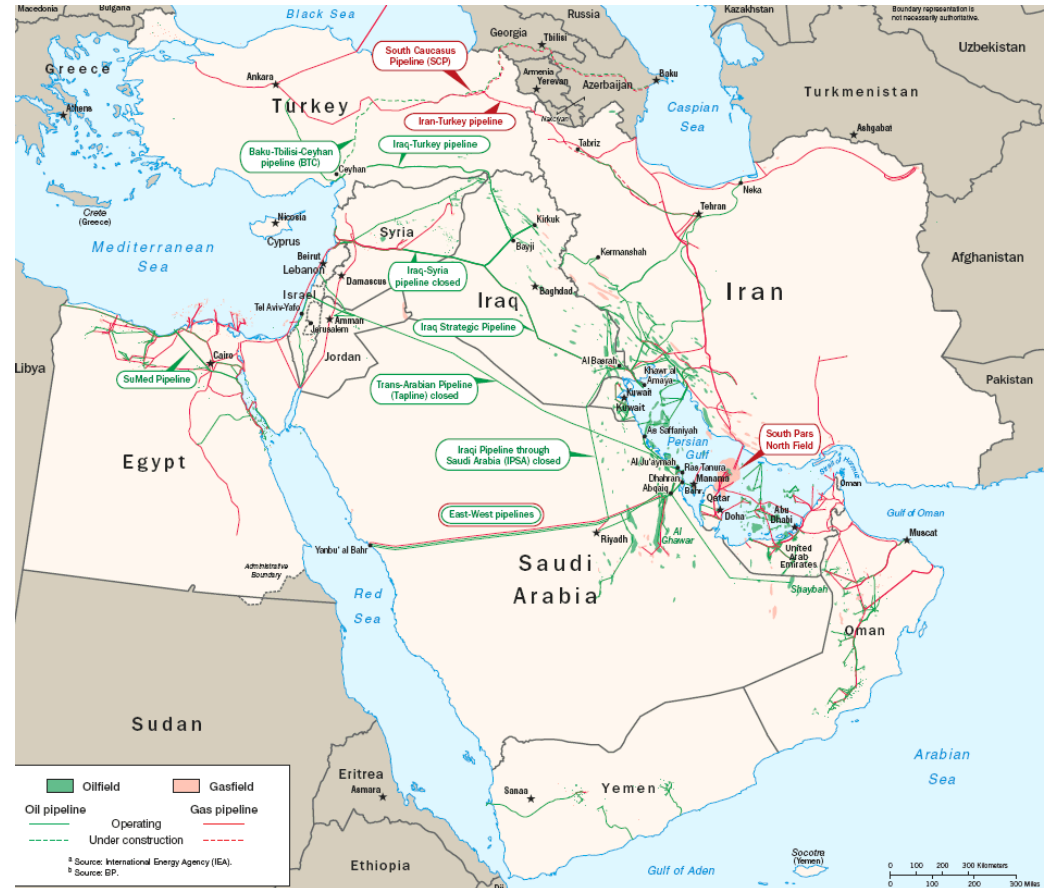 Macedonia
Bulgaria
Black Sea
Russia
Kazakhstan
Boundary representation is
not necessarily authoritative.
Georgia
Tbilisi
Uzbekistan
Greece
Athens
Ankara
Turkey
South Caucasus
Pipeline (SCP)
Armenia
Yerevan
Azerbaijan
Baku
Caspian
Sea
Turkmenistan
Ashgabat
Iran-Turkey pipeline
Baku-Tbilisi-Ceyhan
pipeline (BTC)
Iraq-Turkey pipeline
Ceyhan
Tabriz
Neka
Tehran
Crete
(Greece)
Nicosia
Cyprus
Mediterranean
Sea
Syria
Kirkuk
Bayji
Kermanshah
Beirut
Lebanon
Damascus
Iraq-Syria
pipeline closed
Iraq
Baghdad
Iran
Afghanistan
Israel
Tel Aviv-Yafo
Jerusalem
Amman
Jordan
Iraq Strategic Pipeline
Al Basrah
Khawr al
Amaya
Kuwait
Kuwait
Libya
Cairo
SuMed Pipeline
Trans-Arabian Pipeline
(Tapline) closed
Pakistan
As Saffaniyah
Persian
Gulf
South Pars
North Field
Egypt
Iraqi Pipeline through
Saudi Arabia (IPSA) closed
Al Ju'aymah
Ras Tanura
Dhahran
Manama
Bahr.
Abqaiq
Qatar
Doha
Abu
Dhabi
United
Arab
Emirates
Strait of Hormuz
Oman
Gulf of Oman
Muscat
East-West pipelines
Yanbu' al Bahr
Riyadh
Al
Ghawar
Saudi
Arabia
Shaybah
Administrative
Boundary
Red
Sea
Oman
Sudan
Arabian
Sea
Eritrea
Asmara
Sanaa
Yemen
Ethiopia
Gulf of Aden
Socotra
(Yemen)
Oilfield
Gasfield
Oil pipeline
Gas pipeline
Operating
Under construction
a Source: International Energy Agency (IEA).
b Source: BP.
0 100 200 300 Kilometers
0 100 200 300 Miles